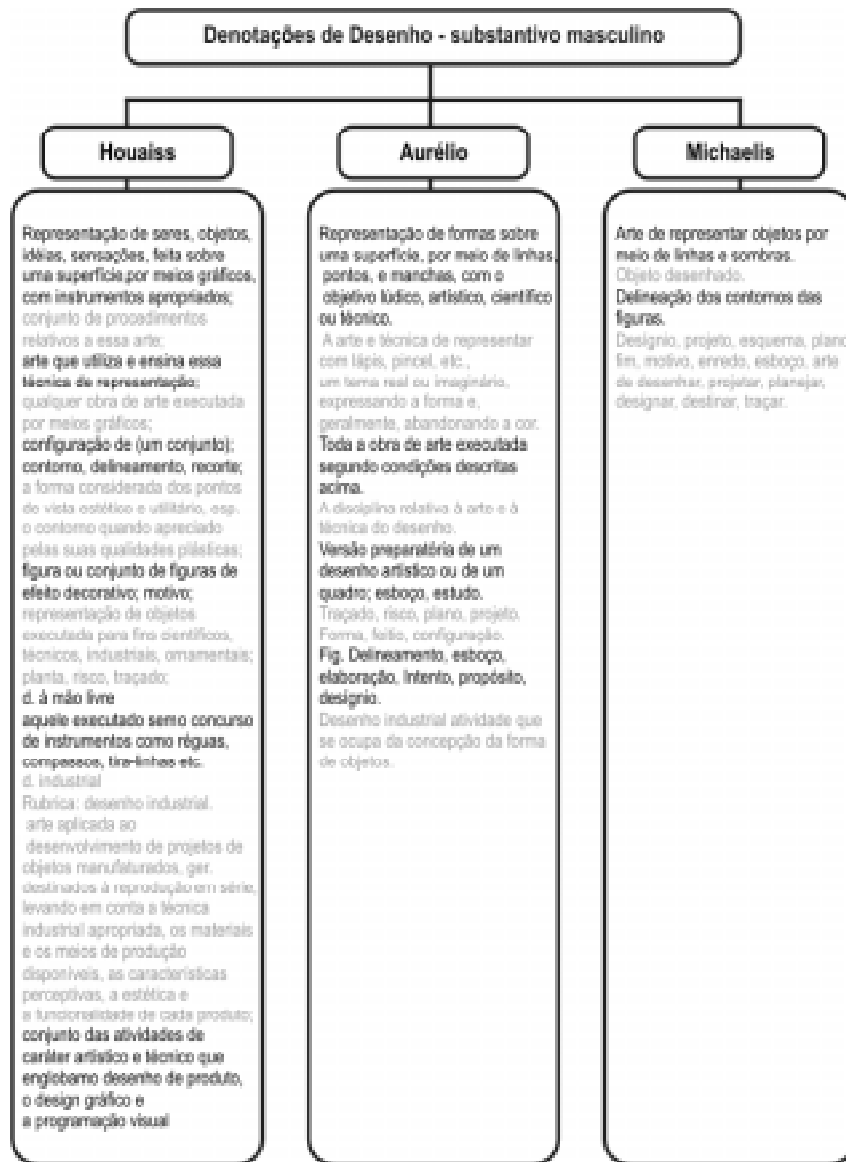 Denotações de Desenho - substantivo masculino
Houaiss
Representação de seres, objetos,
idéias, sensações, feita sobre
uma superfície,por meios gráficos,
com instrumentos apropriados;
conjunto de procedimentos
relativos a essa arte;
arte que utiliza e ensina essa
técnica de representação;
qualquer obra de arte executada
por meios gráficos;
configuração de (um conjunto);
contorno, delineamento, recorte;
a forma considerada dos pontos
de vista estético e utilitário, esp.
o contorno quando apreciado
pelas suas qualidades plásticas;
figura ou conjunto de figuras de
efeito decorativo; motivo;
representação de objetos
executada para fins científicos,
técnicos, industriais, ornamentais;
planta, risco, traçado;
d. à mão livre
aquele executado semo concurso
de instrumentos como réguas,
compassos, tira-linhas etc.
d. industrial
Rubrica: desenho industrial.
arte aplicada ao
desenvolvimento de projetos de
objetos manufaturados, ger.
destinados à reprodução em série,
levando em conta a técnica
industrial apropriada, os materiais
e os meios de produção
disponíveis, as características
perceptivas, a estética e
a funcionalidade de cada produto;
conjunto das atividades de
caráter artístico e técnico que
englobamo desenho de produto,
o design gráfico e
a programação visual
Aurélio
Representação de formas sobre
uma superfície, por meio de linhas,
pontos, e manchas, com o
objetivo lúdico, artístico, científico
ou técnico.
A arte e técnica de representar
com lápis, pincel, etc.,
um tema real ou imaginário,
expressando a forma e,
geralmente, abandonando a cor.
Toda a obra de arte executada
segundo condições descritas
acima.
A disciplina relativa à arte e à
técnica do desenho.
Versão preparatória de um
desenho artístico ou de um
quadro; esboço, estudo.
Traçado, risco, plano, projeto.
Forma, feitio, configuração.
Fig. Delineamento, esboço,
elaboração, Intento, propósito,
desígnio.
Desenho industrial atividade que
se ocupa da concepção da forma
de objetos.
Michaelis
Arte de representar objetos por
meio de linhas e sombras.
Objeto desenhado.
Delineação dos contornos das
figuras.
Desígnio, projeto, esquema, plano
fim, motivo, enredo, esboço, arte
de desenhar, projetar, planejar,
designar, destinar, traçar.